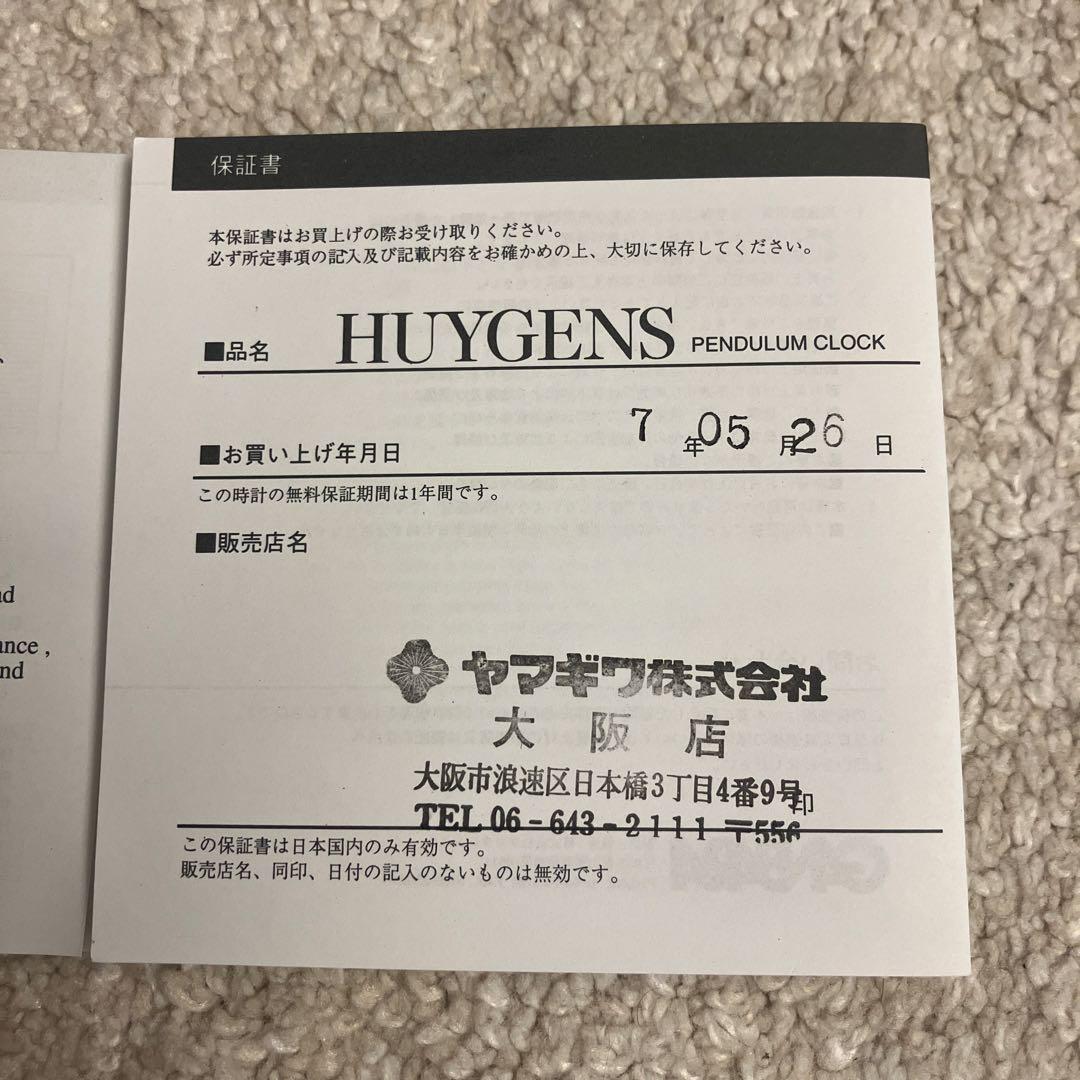 保証書
本保証書はお買上げの際お受け取りください。
必ず所定事項の記入及び記載内容をお確かめの上、大切に保存してください。
■品名 HUYGENS PENDULUM CLOCK
■お買い上げ年月日 7 年 05 月 26 日
この時計の無料保証期間は1年間です。
■販売店名
ヤマギワ株式会社
大阪店
大阪市浪速区日本橋3丁目4番9号 印
TEL 06-643-2111 〒556
この保証書は日本国内のみ有効です。
販売店名、同印、日付の記入のないものは無効です。